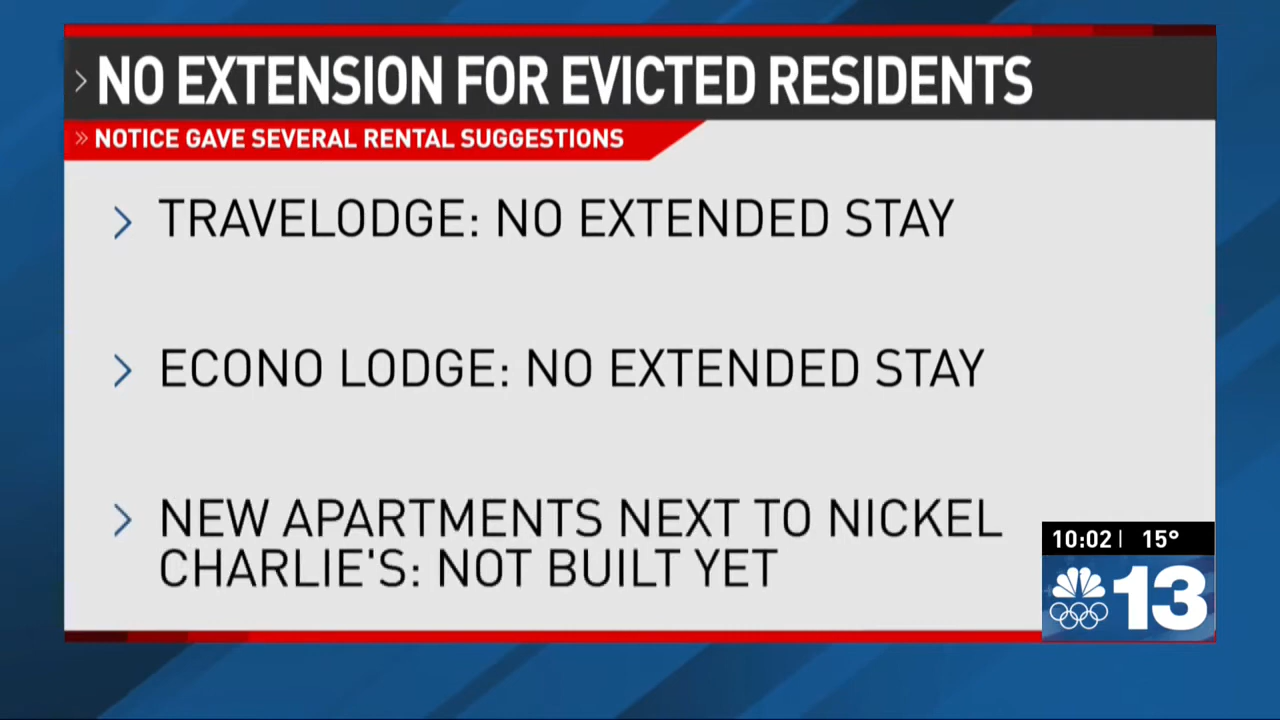 NO EXTENSION FOR EVICTED RESIDENTS
NOTICE GAVE SEVERAL RENTAL SUGGESTIONS
TRAVELODGE: NO EXTENDED STAY
ECONO LODGE: NO EXTENDED STAY
NEW APARTMENTS NEXT TO NICKEL
CHARLIE'S: NOT BUILT YET
10:02 | 15°
13